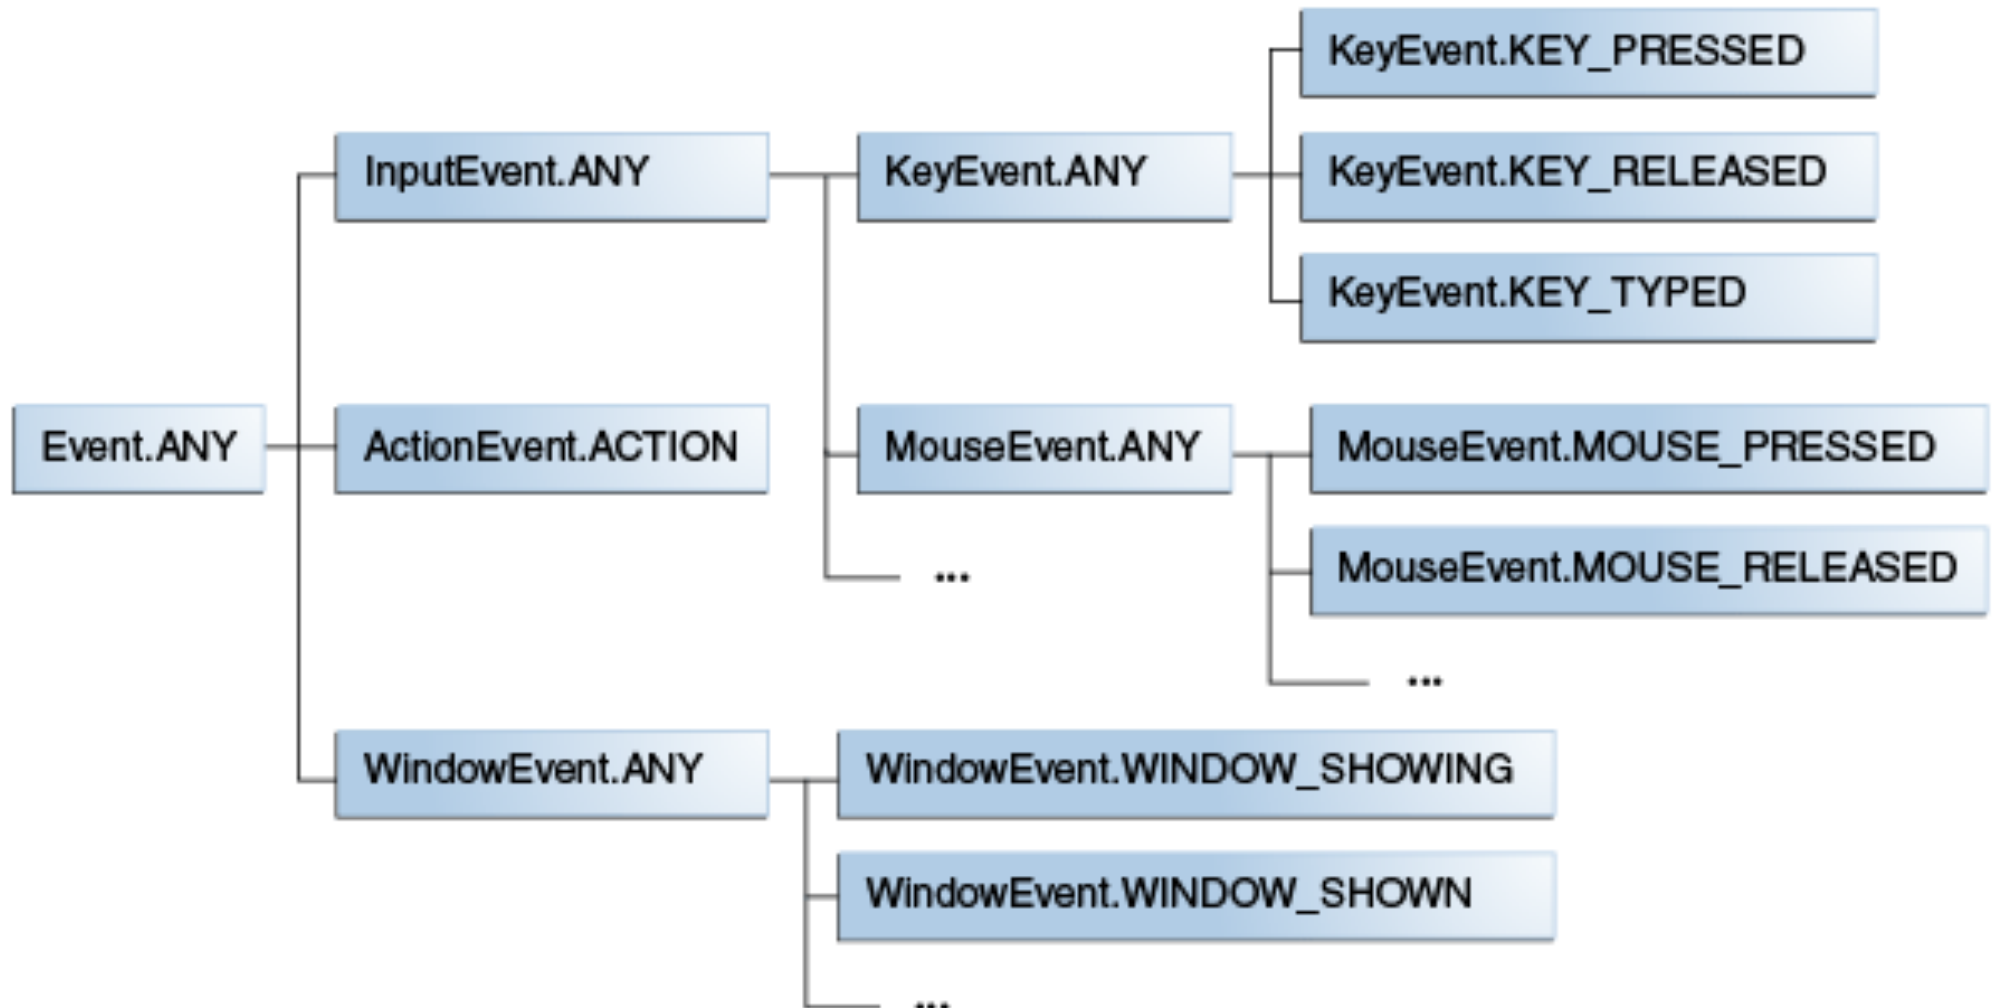 KeyEvent.KEY_PRESSED
InputEvent.ANY
KeyEvent.ANY
KeyEvent.KEY_RELEASED
KeyEvent.KEY_TYPED
Event.ANY
ActionEvent.ACTION
MouseEvent.ANY
MouseEvent.MOUSE_PRESSED
...
MouseEvent.MOUSE_RELEASED
...
WindowEvent.ANY
WindowEvent.WINDOW_SHOWING
WindowEvent.WINDOW_SHOWN
...